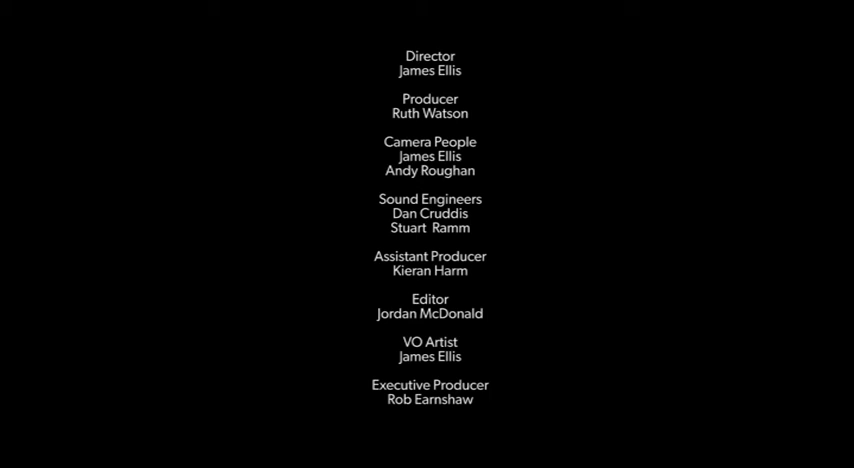 Director
James Ellis
Producer
Ruth Watson
Camera People
James Ellis
Andy Roughan
Sound Engineers
Dan Cruddis
Stuart Ramm
Assistant Producer
Kieran Harm
Editor
Jordan McDonald
VO Artist
James Ellis
Executive Producer
Rob Earnshaw